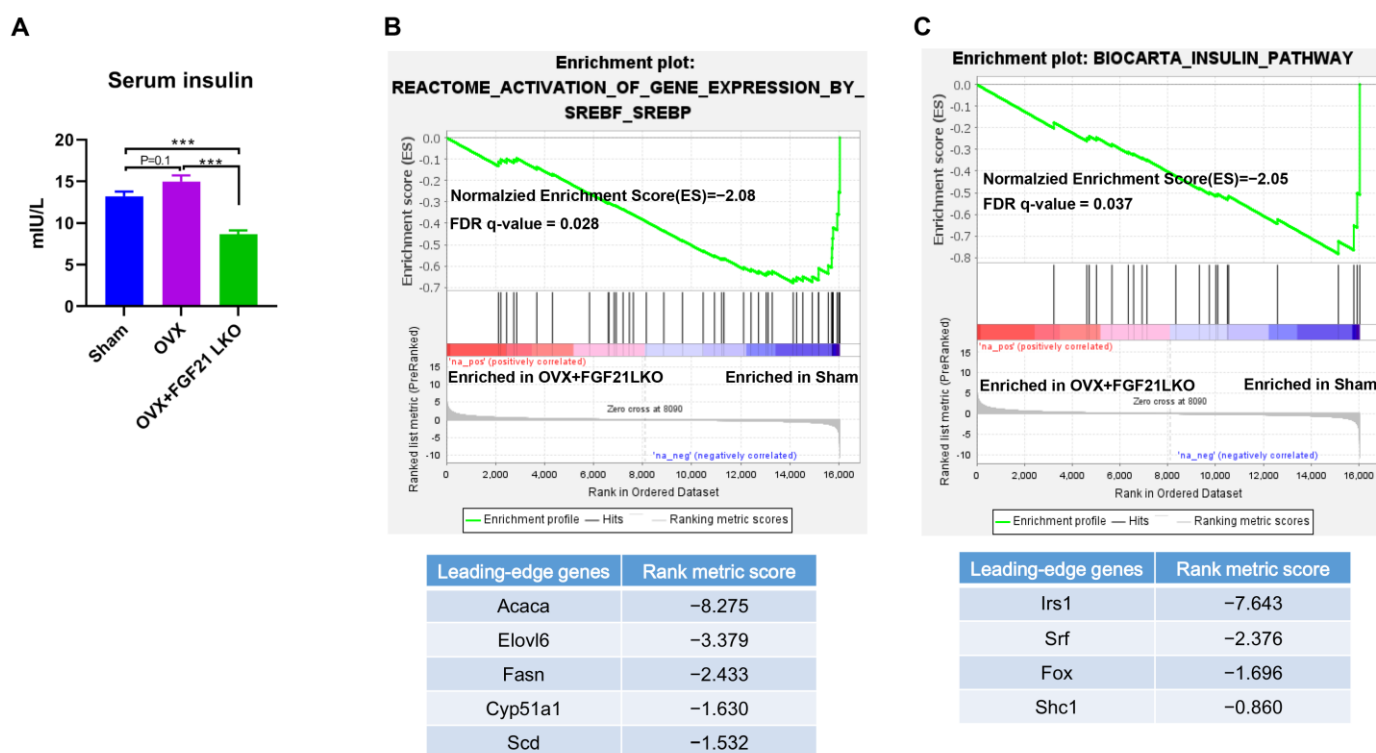 A
Serum insulin
***
P=0.1
***
mIU/L
20
15
10
5
0
Sham
OVX
OVX+FGF21 LKO
B
Enrichment plot:
REACTOME_ACTIVATION_OF_GENE_EXPRESSION_BY_
SREBF_SREBP
Enrichment score (ES)
0.0
-0.1
-0.2
-0.3
-0.4
-0.5
-0.6
-0.7
Normalzied Enrichment Score(ES)=−2.08
FDR q-value = 0.028
'na_pos' (positively correlated)
Ranked list metric (PreRanked)
15
10
5
0
-5
-10
Enriched in OVX+FGF21LKO
Enriched in Sham
Zero cross at 8090
'na_neg' (negatively correlated)
0 2,000 4,000 6,000 8,000 10,000 12,000 14,000 16,000
Rank in Ordered Dataset
Enrichment profile Hits Ranking metric scores
Leading-edge genes Rank metric score
Acaca −8.275
Elovl6 −3.379
Fasn −2.433
Cyp51a1 −1.630
Scd −1.532
C
Enrichment plot: BIOCARTA_INSULIN_PATHWAY
Enrichment score (ES)
0.0
-0.1
-0.2
-0.3
-0.4
-0.5
-0.6
-0.7
-0.8
Normalzied Enrichment Score(ES)=−2.05
FDR q-value = 0.037
'na_pos' (positively correlated)
Ranked list metric (PreRanked)
15
10
5
0
-5
-10
Enriched in OVX+FGF21LKO
Enriched in Sham
Zero cross at 8090
'na_neg' (negatively correlated)
0 2,000 4,000 6,000 8,000 10,000 12,000 14,000 16,000
Rank in Ordered Dataset
Enrichment profile Hits Ranking metric scores
Leading-edge genes Rank metric score
Irs1 −7.643
Srf −2.376
Fox −1.696
Shc1 −0.860